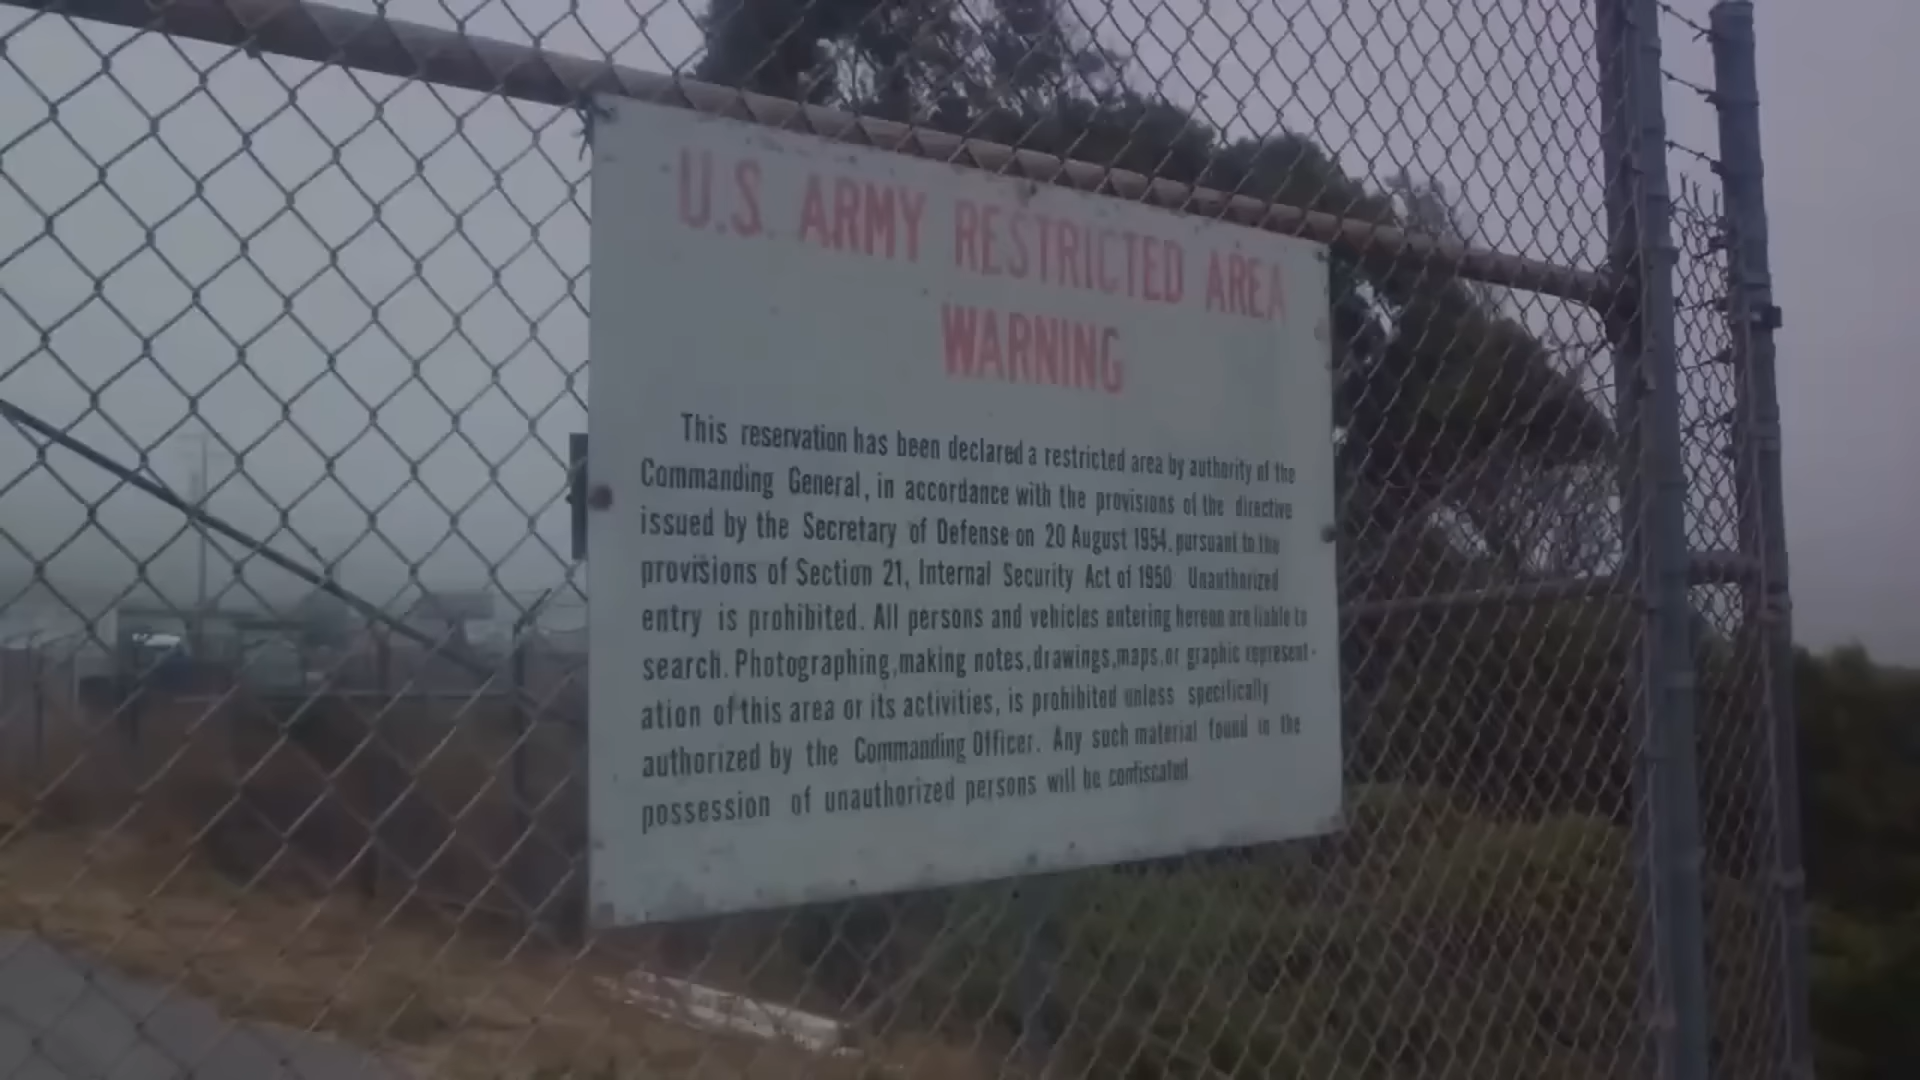 U.S. ARMY RESTRICTED AREA
WARNING
This reservation has been declared a restricted area by authority of the
Commanding General, in accordance with the provisions of the directive
issued by the Secretary of Defense on 20 August 1954, pursuant to the
provisions of Section 21, Internal Security Act of 1950. Unauthorized
entry is prohibited. All persons and vehicles entering hereon are liable to
search. Photographing, making notes, drawings, maps, or graphic represent-
ation of this area or its activities, is prohibited unless specifically
authorized by the Commanding Officer. Any such material found in the
possession of unauthorized persons will be confiscated.